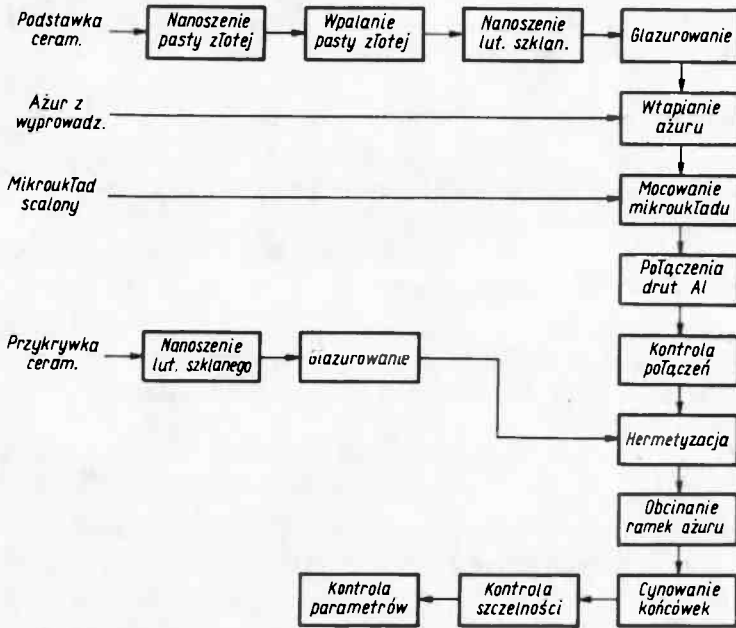 Podstawka
ceram.
Nanoszenie
pasty złotej
Wpalanie
pasty złotej
Nanoszenie
lut. szklan.
Glazurowanie
Ażur z
wyprowadz.
Wtapianie
ażuru
Mikroukład
scalony
Mocowanie
mikroukładu
Połączenia
drut Al
Przykrywka
ceram.
Nanoszenie
lut. szklanego
Glazurowanie
Kontrola
połączeń
Hermetyzacja
Obcinanie
ramek ażuru
Kontrola
parametrów
Kontrola
szczelności
Cynowanie
końcówek